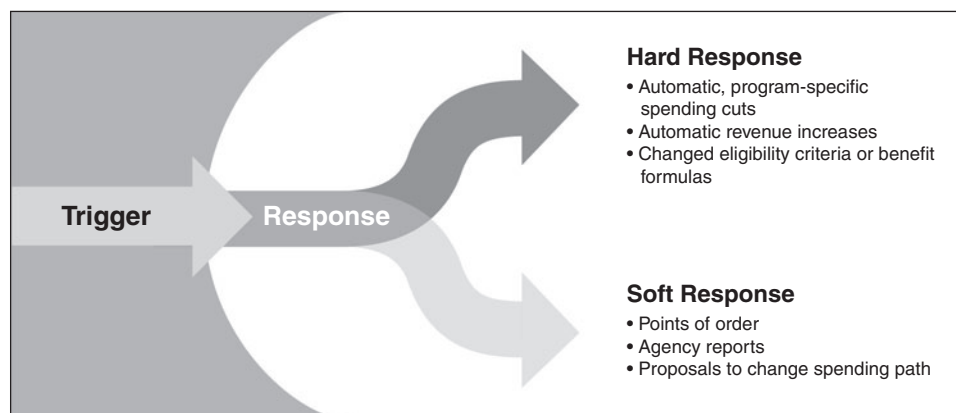 Trigger
Response
Hard Response
• Automatic, program-specific
spending cuts
• Automatic revenue increases
• Changed eligibility criteria or benefit
formulas
Soft Response
• Points of order
• Agency reports
• Proposals to change spending path